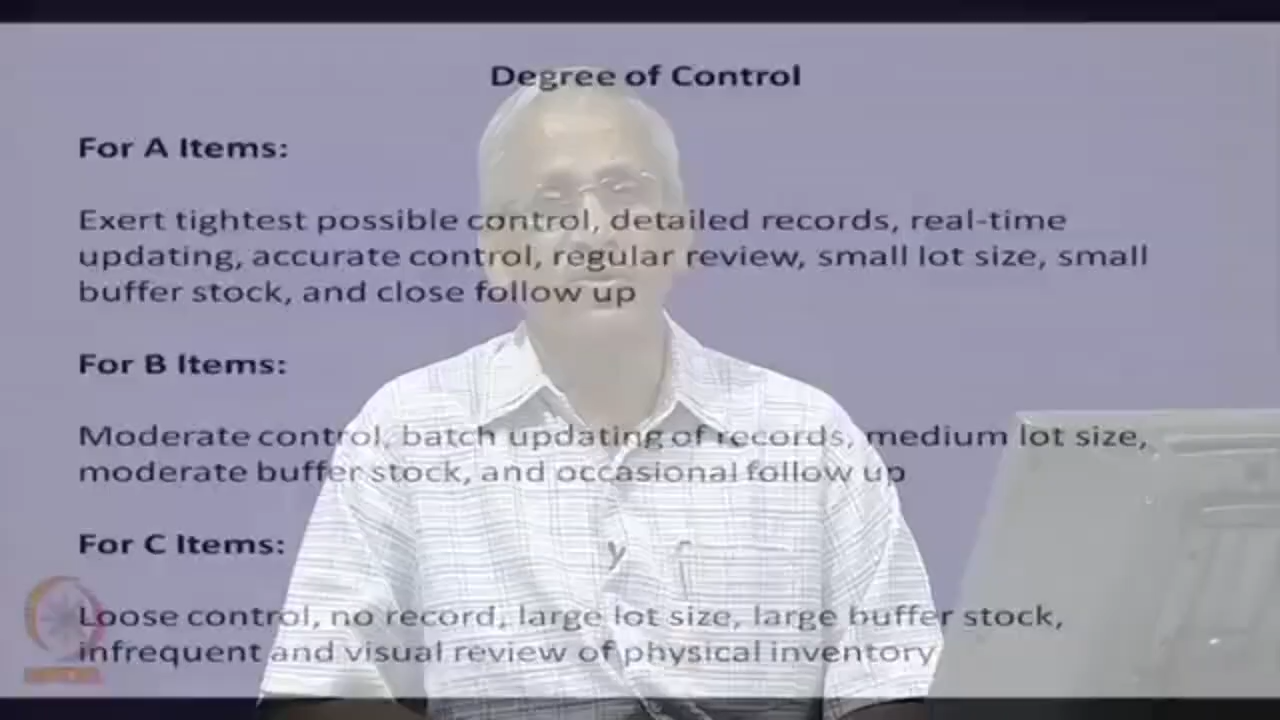 Degree of Control
For A Items:
Exert tightest possible control, detailed records, real-time
updating, accurate control, regular review, small lot size, small
buffer stock, and close follow up
For B Items:
Moderate control, batch updating of records, medium lot size,
moderate buffer stock, and occasional follow up
For C Items:
Loose control, no record, large lot size, large buffer stock,
infrequent and visual review of physical inventory